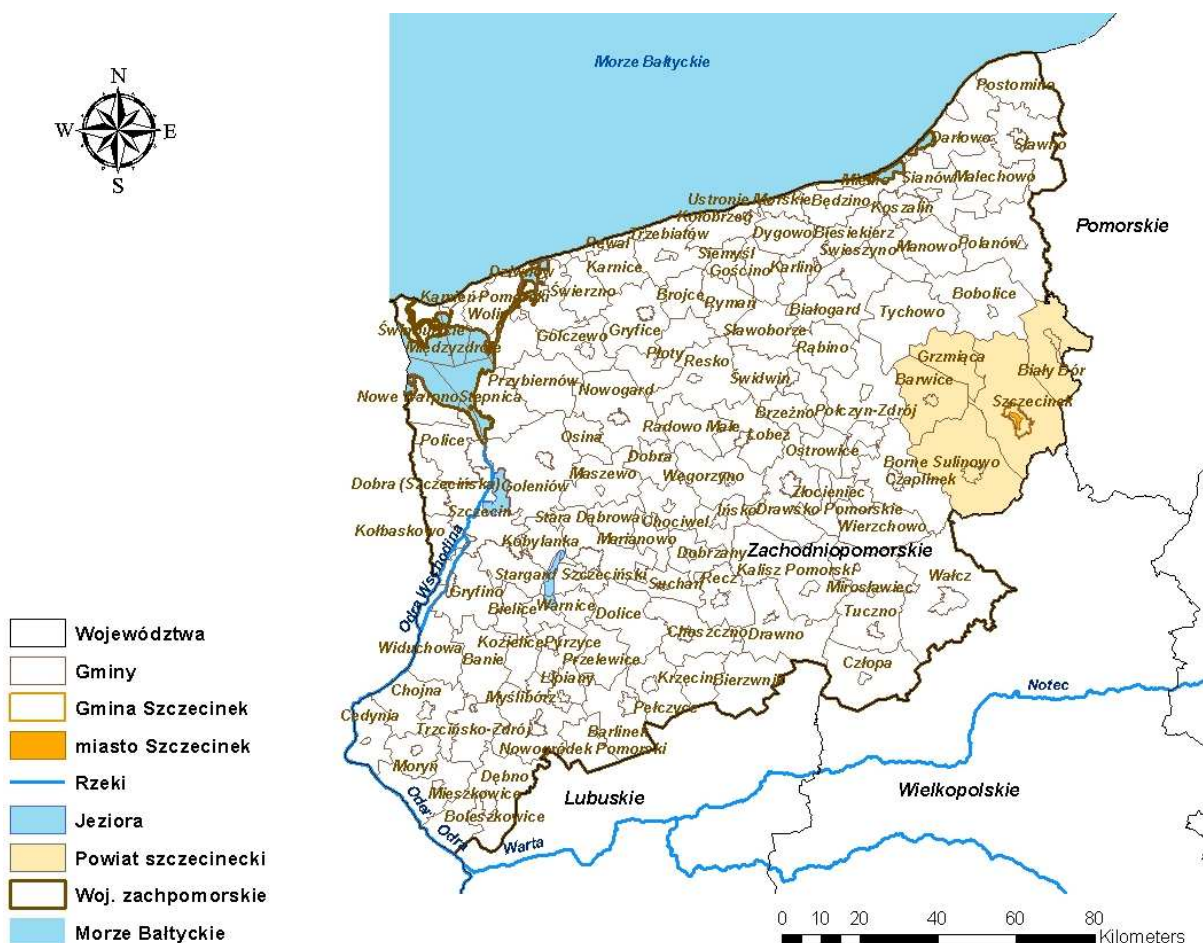 Morze Bałtyckie
N
W E
S
Postomino
Darłowo
Sławno
Mielno
Sianów
Malechowo
Ustronie Morskie
Będzino
Koszalin
Kołobrzeg
Pomorskie
Trzebiatów
Dygowo
Biesiekierz
Rewal
Siemyśl
Świeszyno
Manowo
Polanów
Karnice
Gościno
Karlino
Dziwnów
Świerzno
Kamień Pomorski
Brojce
Rymań
Białogard
Tychowo
Bobolice
Wolin
Świnoujście
Międzyzdroje
Gołczewo
Gryfice
Sławoborze
Rąbino
Grzmiąca
Płoty
Resko
Biały Bór
Przybiernów
Nowogard
Świdwin
Barwice
Nowe Warpno
Stepnica
Szczecinek
Brzeżno
Połczyn-Zdrój
Radowo Małe
Łobez
Police
Osina
Ostrowice
Dobra
Borne Sulinowo
Maszewo
Węgorzyno
Czaplinek
Dobra (Szczecińska)
Goleniów
Złocieniec
Szczecin
Ińsko
Drawsko Pomorskie
Stara Dąbrowa
Chociwel
Wierzchowo
Kołbaskowo
Kobylanka
Marianowo
Dobrzany
Zachodniopomorskie
Odra Wschodina
Stargard Szczeciński
Suchań
Recz
Kalisz Pomorski
Mirosławiec
Wałcz
Gryfino
Bielice
Warnice
Dolice
Tuczno
Województwa
Kozielice
Pyrzyce
Choszczno
Drawno
Widuchowa
Banie
Przelewice
Człopa
Gminy
Lipiany
Krzęcin
Bierzwnik
Chojna
Myślibórz
Notec
Gmina Szczecinek
Cedynia
Pełczyce
Trzcińsko-Zdrój
Barlinek
miasto Szczecinek
Nowogródek Pomorski
Moryń
Dębno
Rzeki
Mieszkowice
Lubuskie
Wielkopolskie
Oder
Boleszkowice
Jeziora
Odra
Warta
Powiat szczecinecki
Woj. zachpomorskie
0 10 20 40 60 80
Morze Bałtyckie
Kilometers